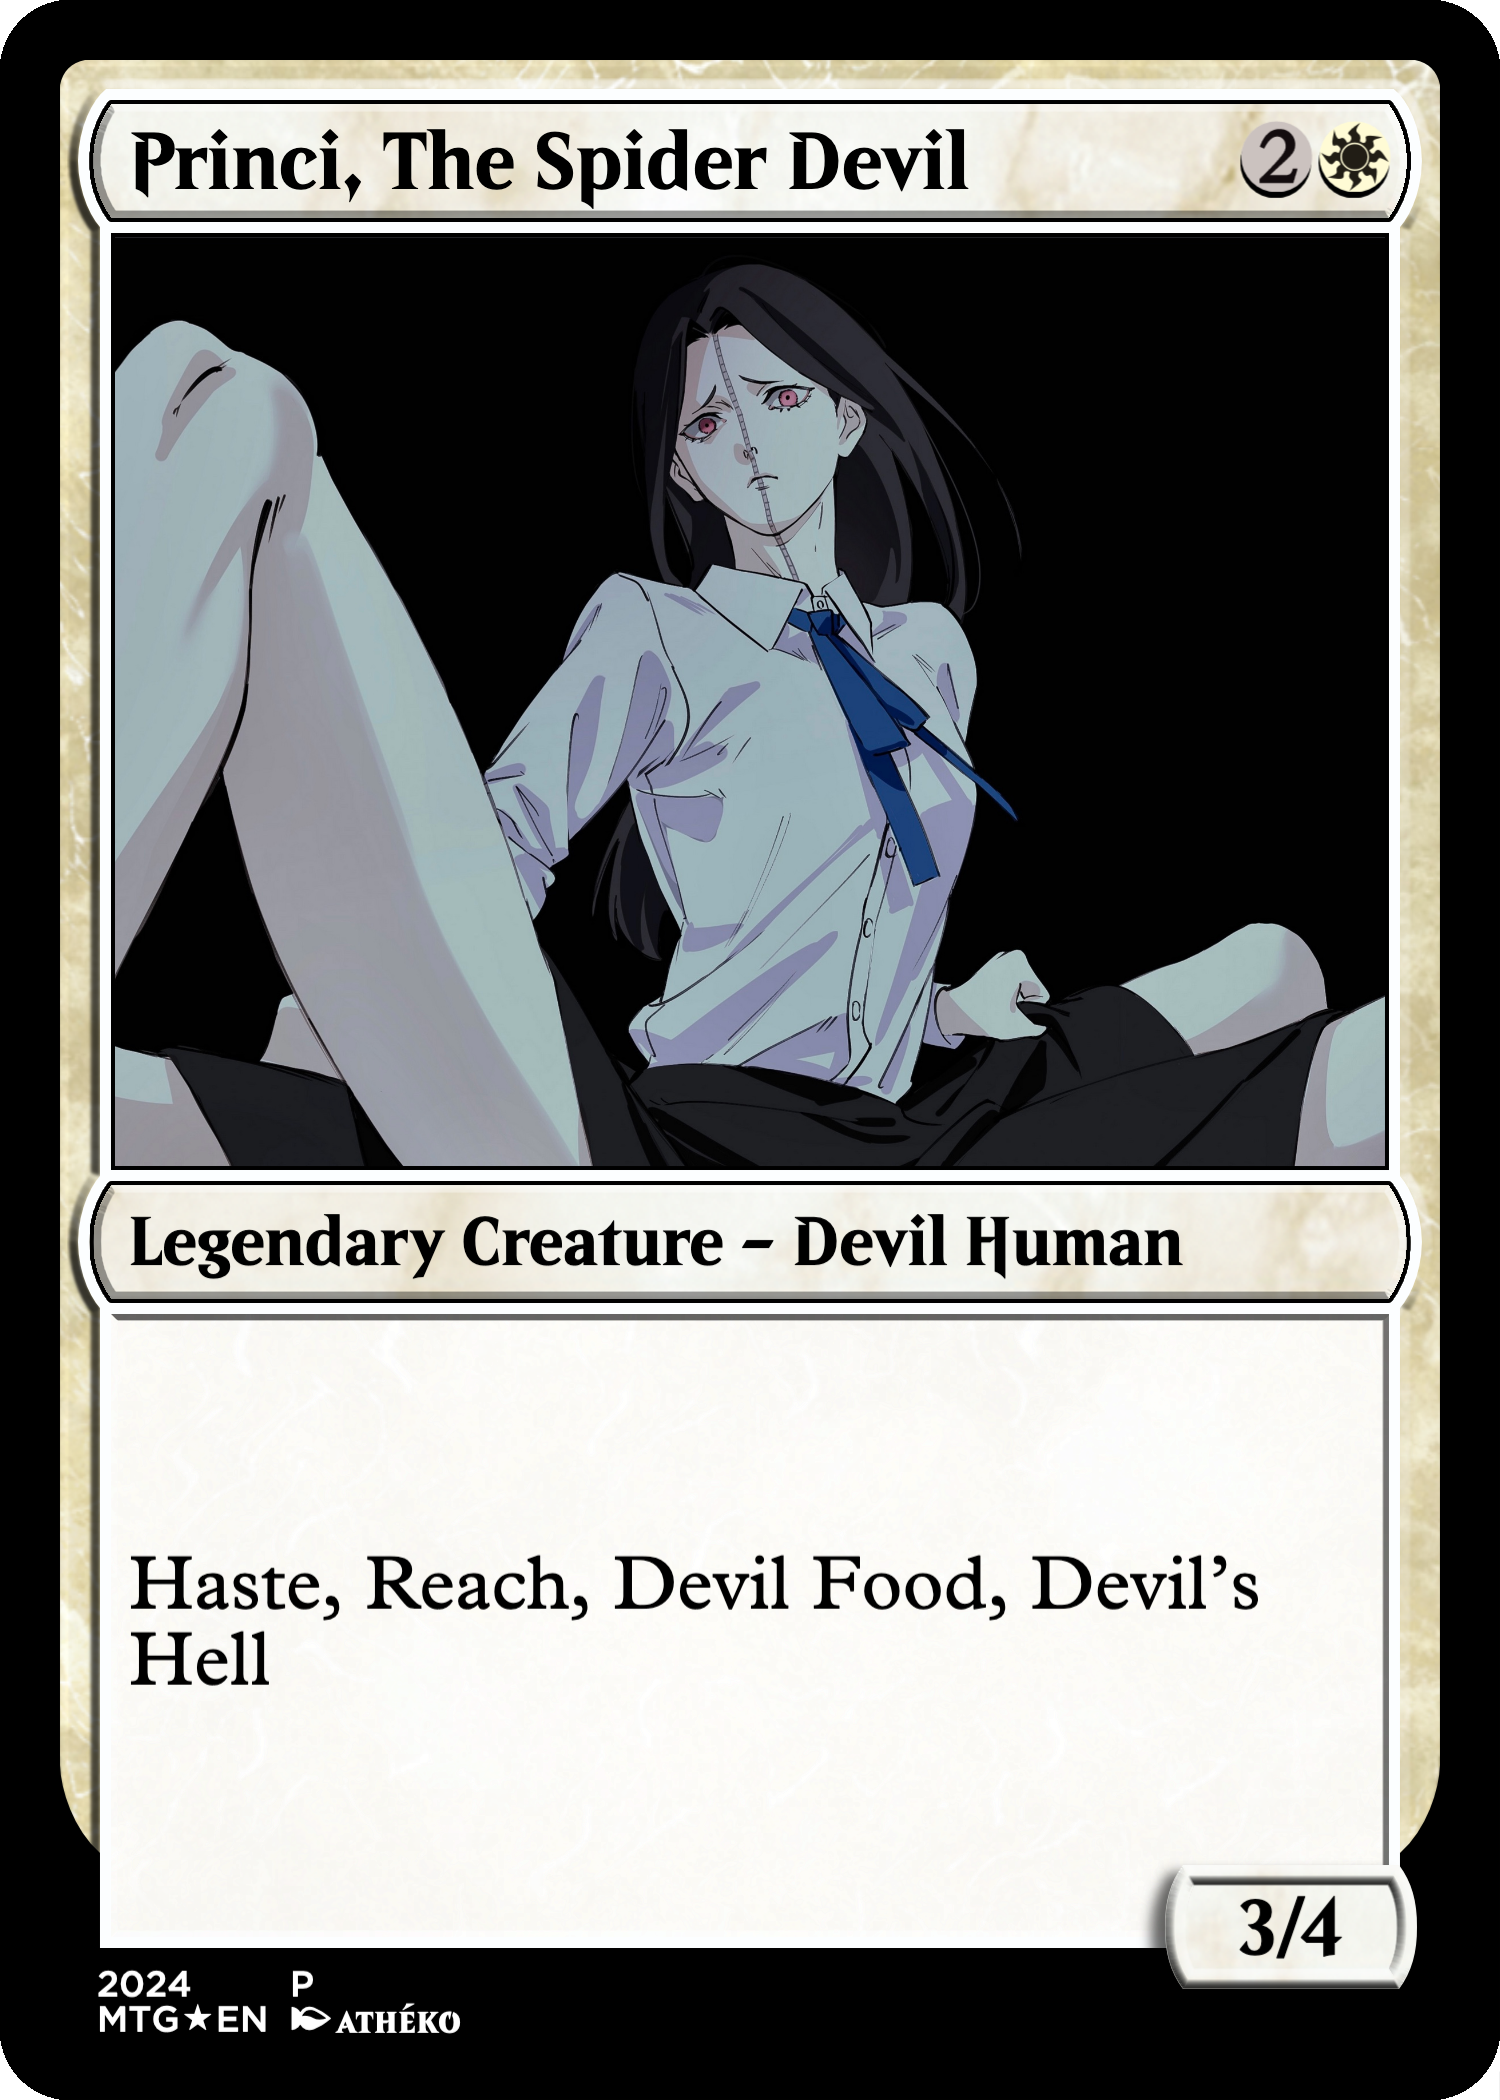 Princi, The Spider Devil 2
Legendary Creature – Devil Human
Haste, Reach, Devil Food, Devil’s
Hell
3/4
2024 P
MTG★EN ATHÉKO